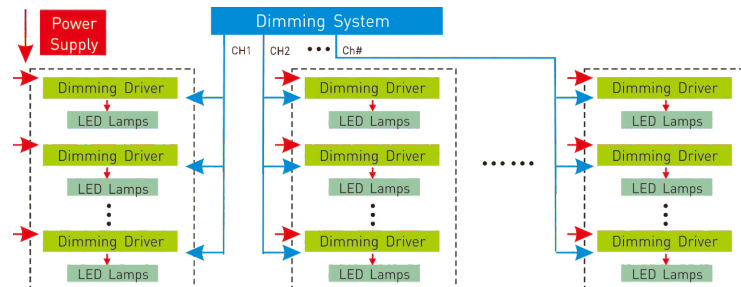 Power
Supply
Dimming System
CH1
CH2
Ch#
Dimming Driver
LED Lamps
Dimming Driver
LED Lamps
Dimming Driver
LED Lamps
Dimming Driver
LED Lamps
Dimming Driver
LED Lamps
Dimming Driver
LED Lamps
Dimming Driver
LED Lamps
Dimming Driver
LED Lamps
Dimming Driver
LED Lamps